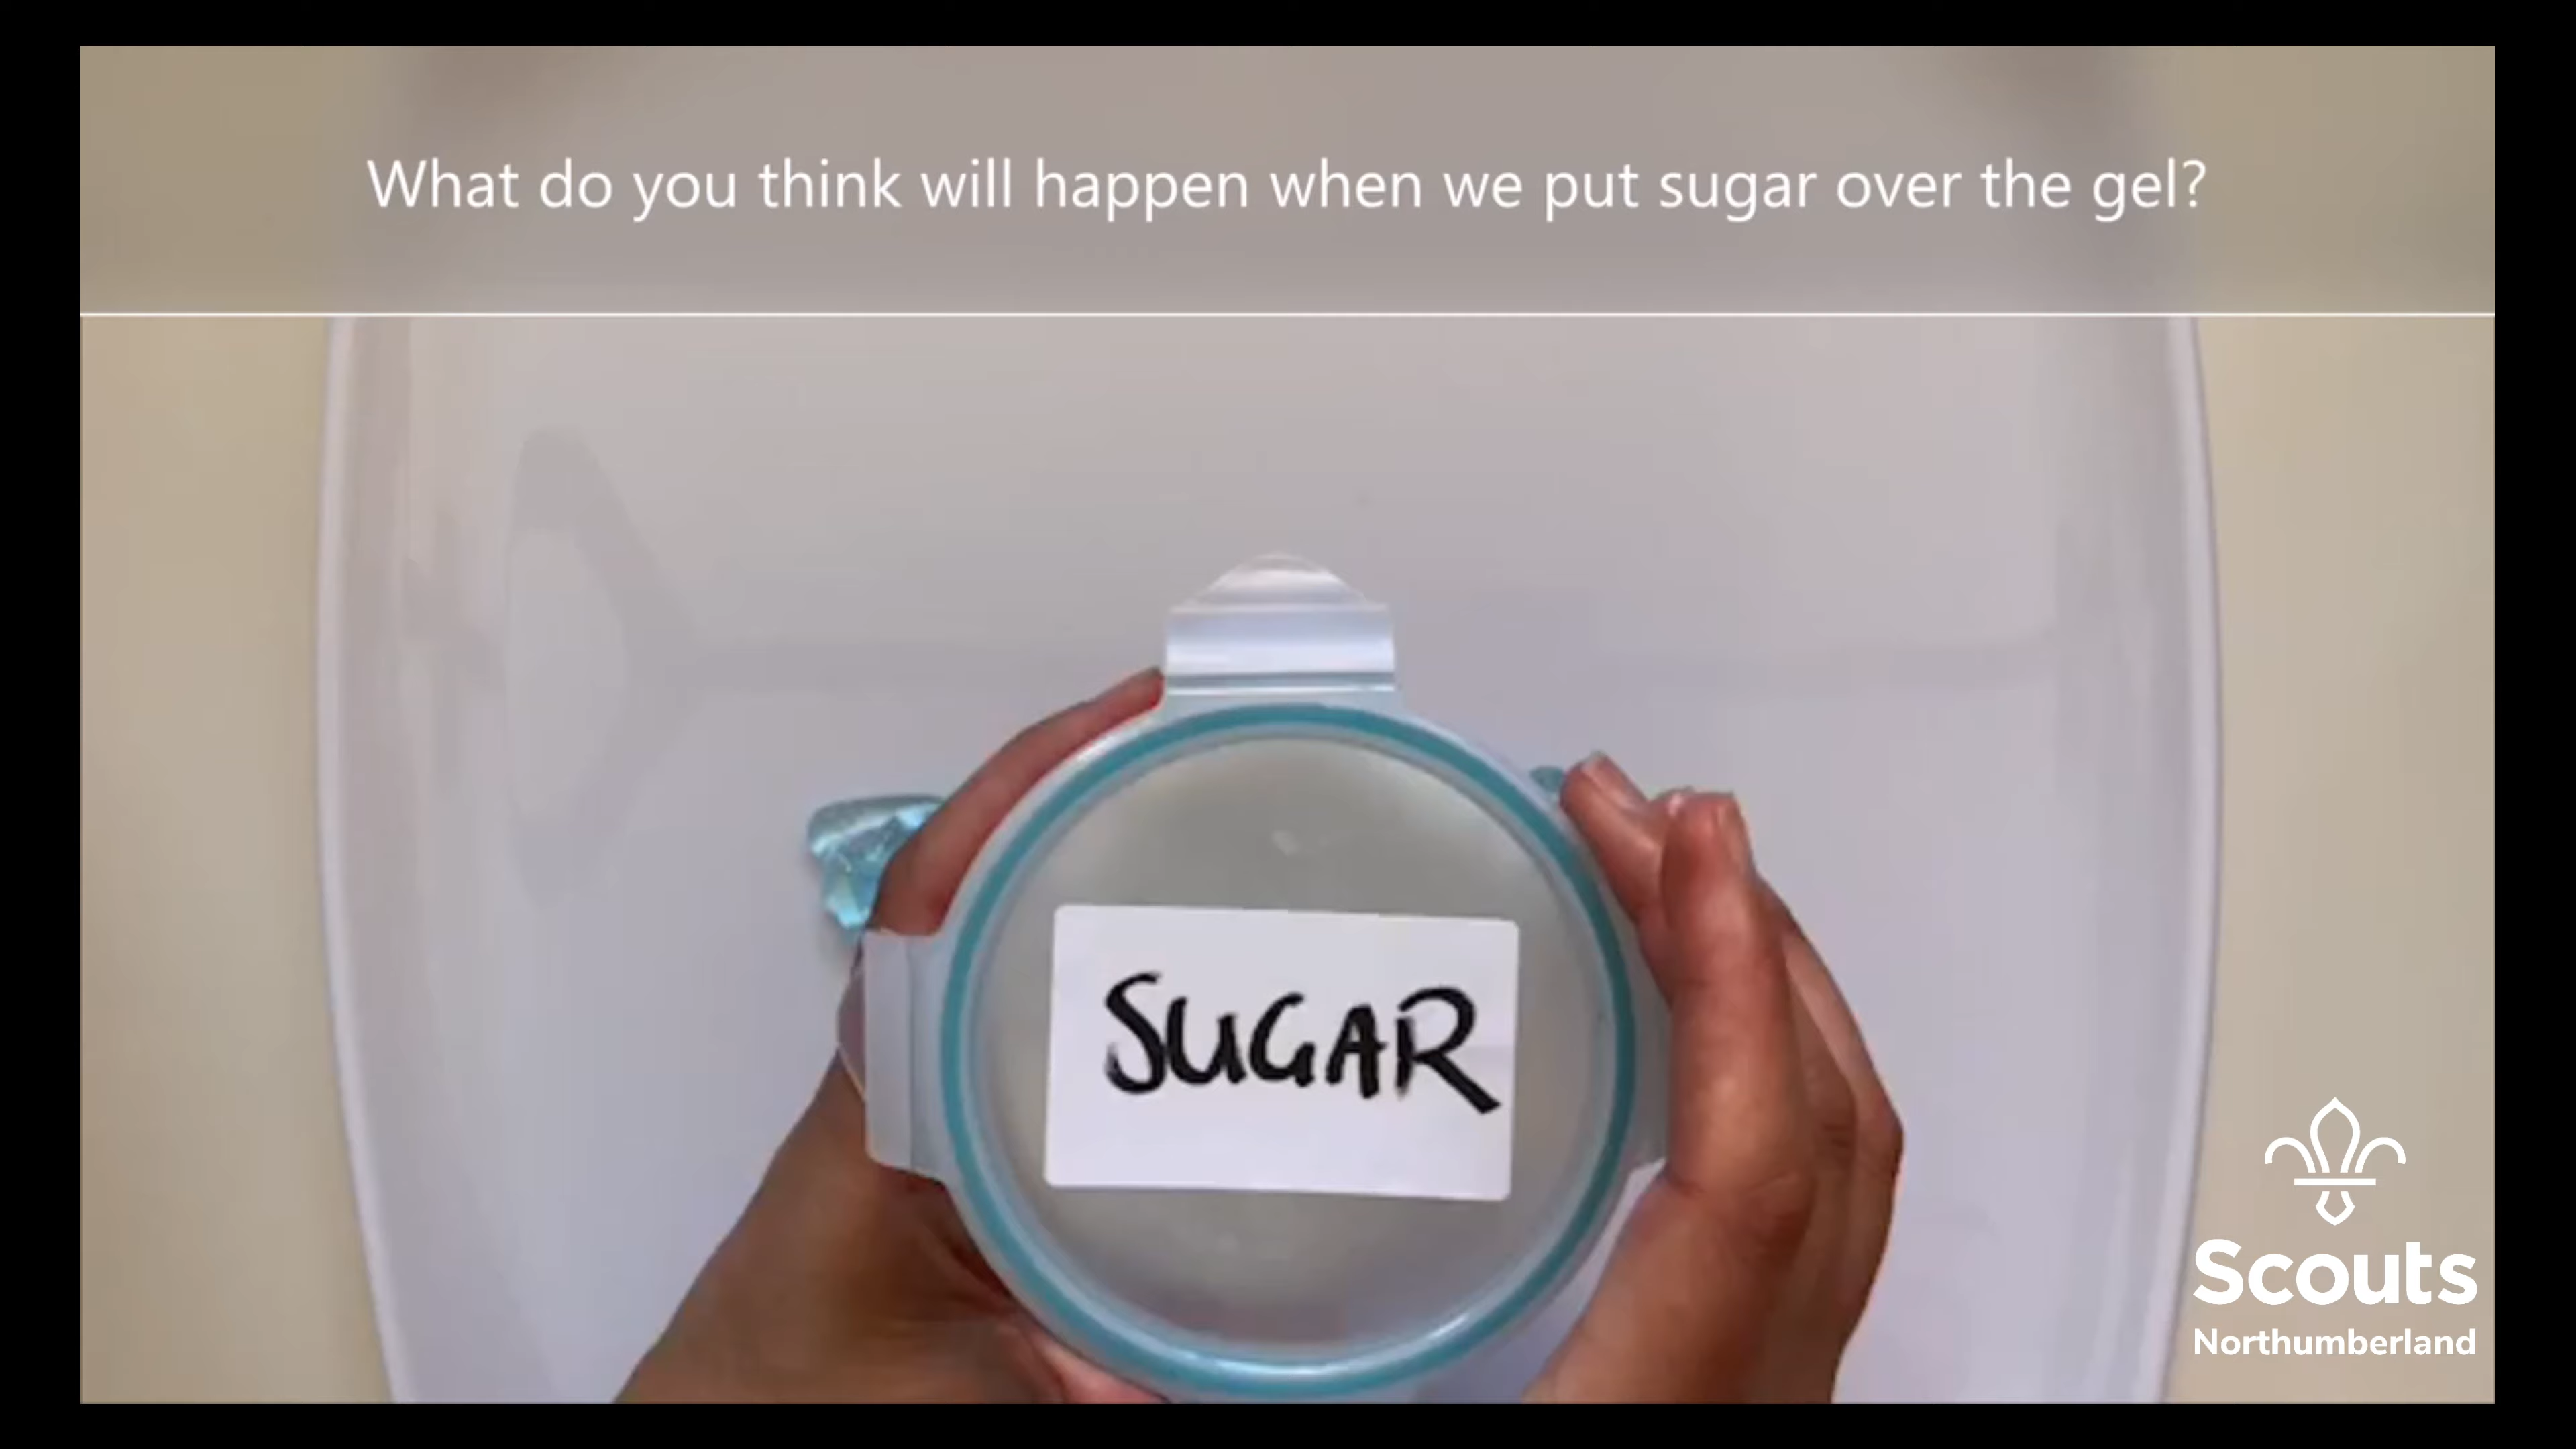 What do you think will happen when we put sugar over the gel?
SUGAR
Scouts
Northumberland